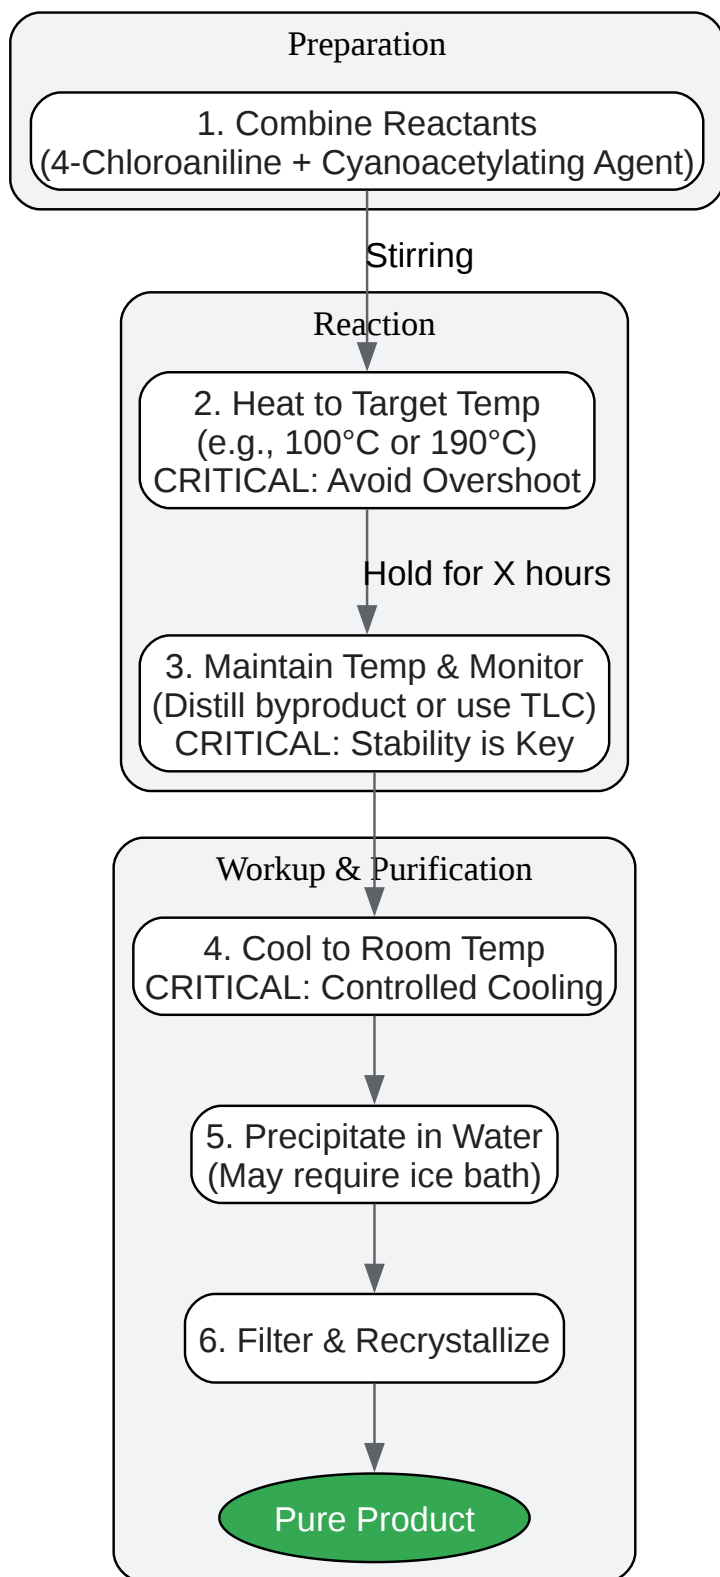 Preparation
1. Combine Reactants
(4-Chloroaniline + Cyanoacetylating Agent)
Stirring
Reaction
2. Heat to Target Temp
(e.g., 100°C or 190°C)
CRITICAL: Avoid Overshoot
Hold for X hours
3. Maintain Temp & Monitor
(Distill byproduct or use TLC)
CRITICAL: Stability is Key
Workup & Purification
4. Cool to Room Temp
CRITICAL: Controlled Cooling
5. Precipitate in Water
(May require ice bath)
6. Filter & Recrystallize
Pure Product